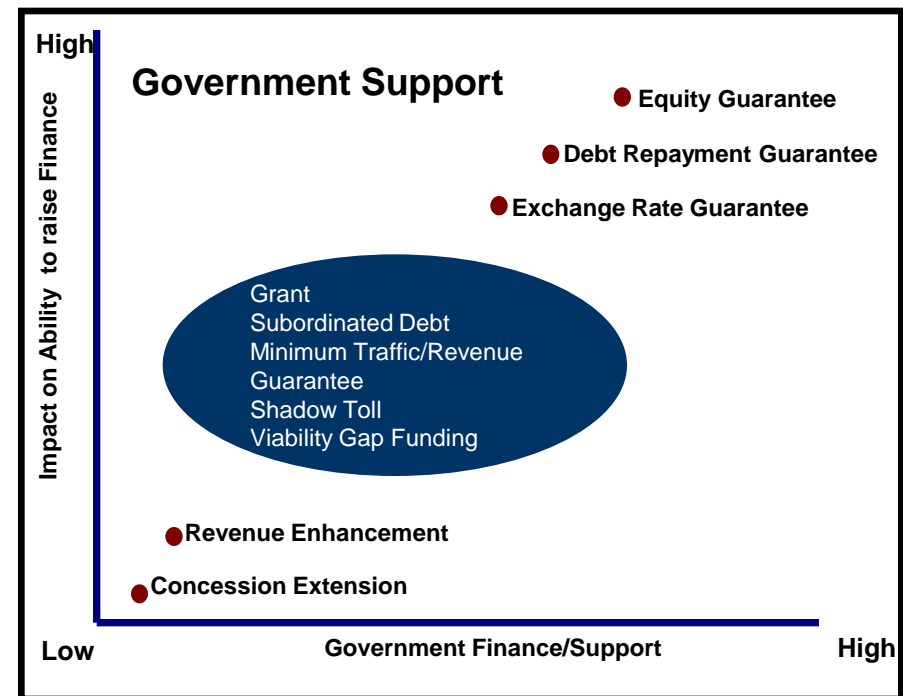 High
Government Support
Equity Guarantee
Debt Repayment Guarantee
Exchange Rate Guarantee
Impact on Ability to raise Finance
Grant
Subordinated Debt
Minimum Traffic/Revenue
Guarantee
Shadow Toll
Viability Gap Funding
Revenue Enhancement
Concession Extension
Low
Government Finance/Support
High